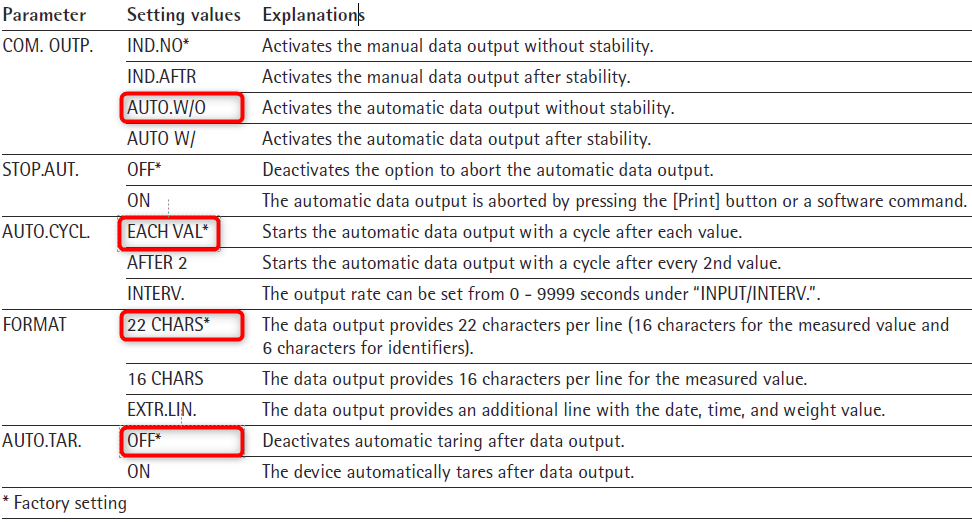 Parameter Setting values Explanations
COM. OUTP. IND.NO* Activates the manual data output without stability.
IND.AFTR Activates the manual data output after stability.
AUTO.W/O Activates the automatic data output without stability.
AUTO W/ Activates the automatic data output after stability.
STOP.AUT. OFF* Deactivates the option to abort the automatic data output.
ON The automatic data output is aborted by pressing the [Print] button or a software command.
AUTO.CYCL. EACH VAL* Starts the automatic data output with a cycle after each value.
AFTER 2 Starts the automatic data output with a cycle after every 2nd value.
INTERV. The output rate can be set from 0 - 9999 seconds under “INPUT/INTERV.”.
FORMAT 22 CHARS* The data output provides 22 characters per line (16 characters for the measured value and
6 characters for identifiers).
16 CHARS The data output provides 16 characters per line for the measured value.
EXTR.LIN. The data output provides an additional line with the date, time, and weight value.
AUTO.TAR. OFF* Deactivates automatic taring after data output.
ON The device automatically tares after data output.
* Factory setting